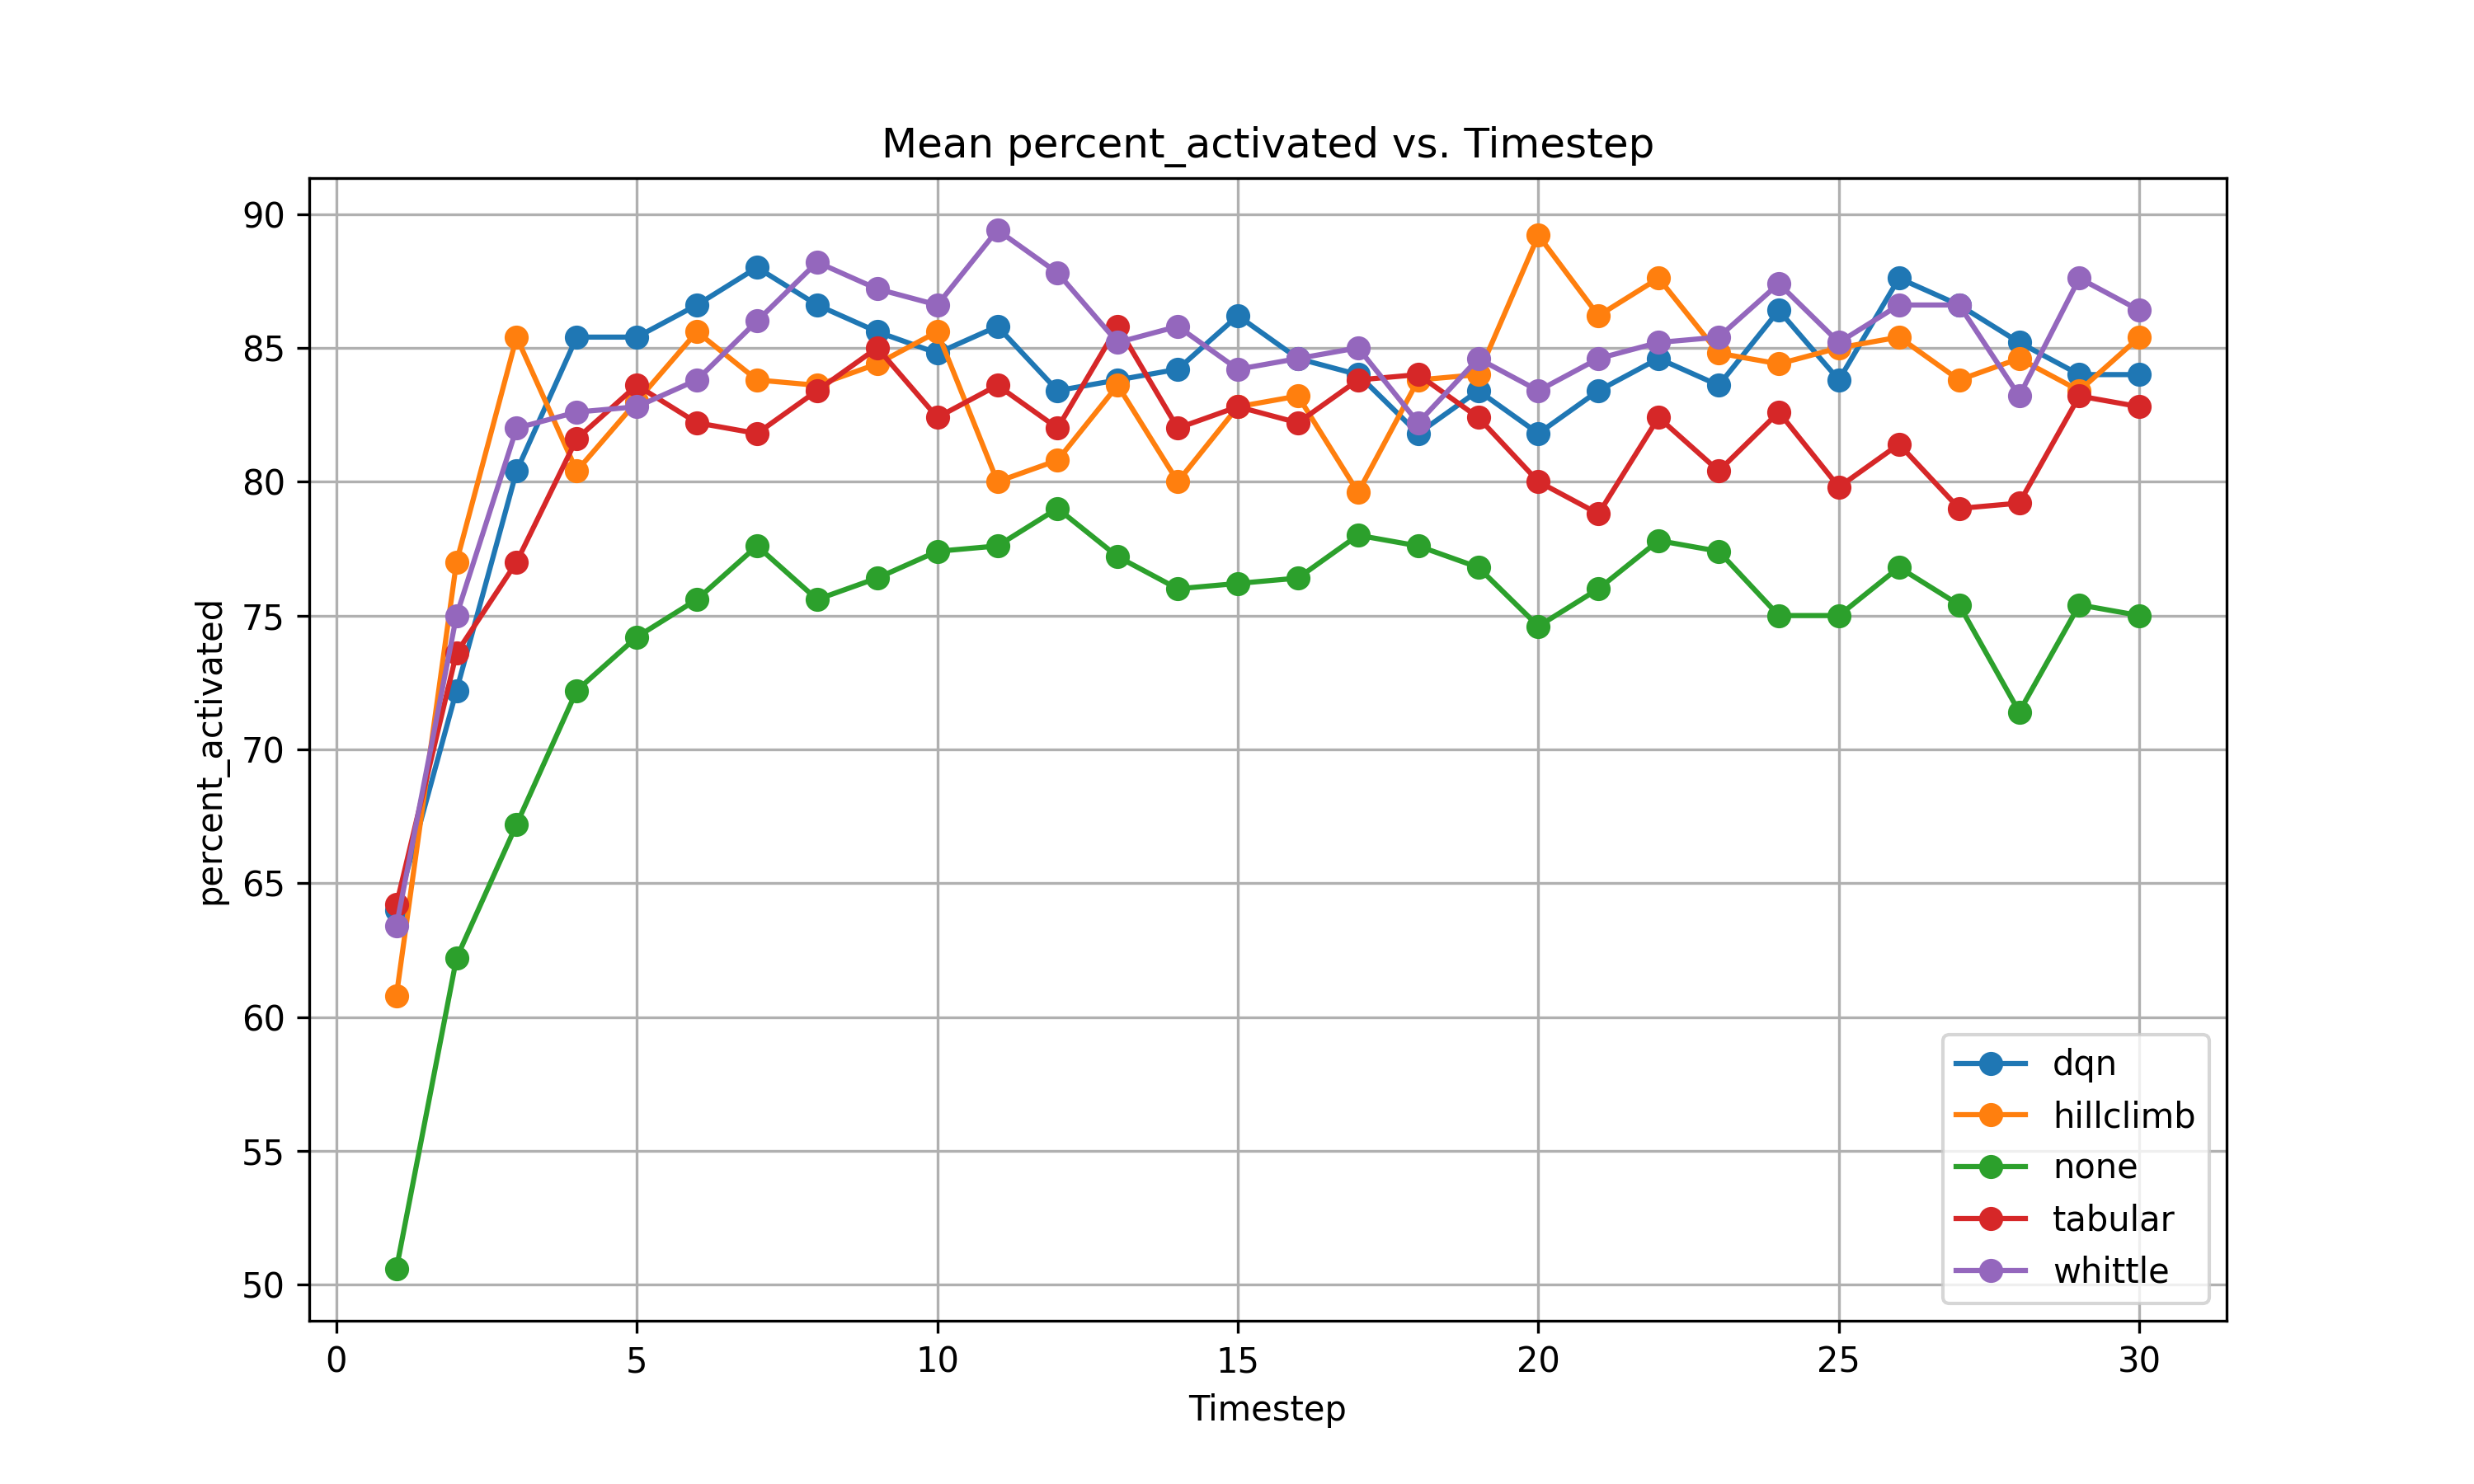 Mean percent_activated vs. Timestep
percent_activated
90
85
80
75
70
65
60
55
50
0 5 10 15 20 25 30
Timestep
dqn
hillclimb
none
tabular
whittle